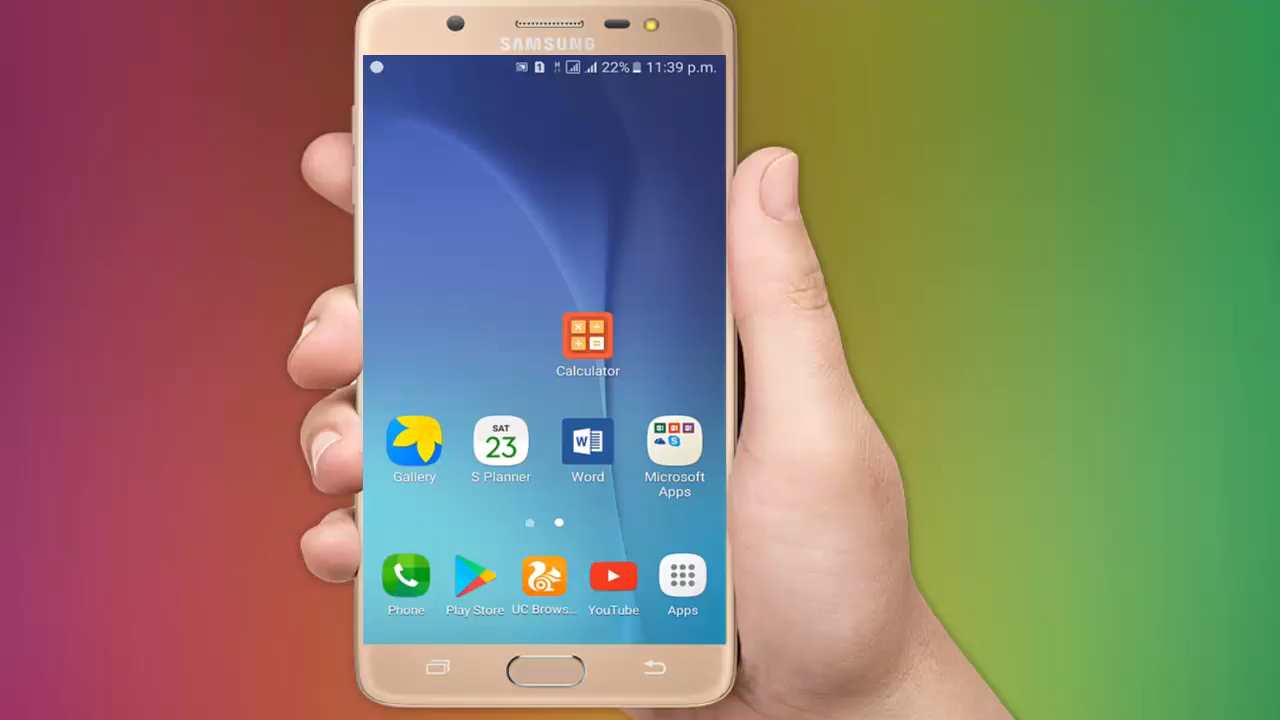 SAMSUNG
1 22% 11:39 p.m.
Calculator
SAT
23
W
Gallery
S Planner
Word
Microsoft
Apps
Phone
Play Store
UC Brows...
YouTube
Apps